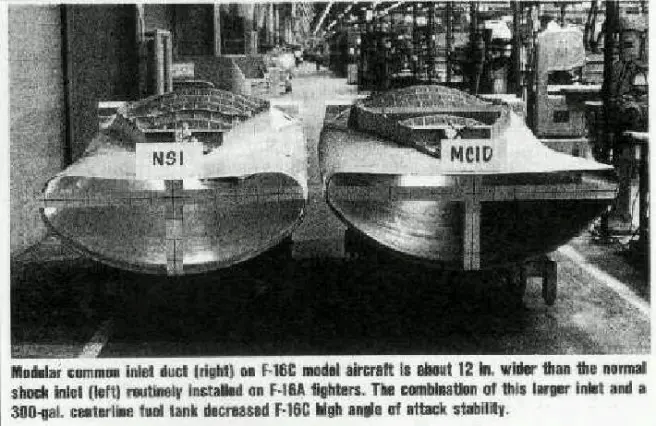 NSI
MCID
Modular common inlet duct (right) on F-16C model aircraft is about 12 in. wider than the normal
shock inlet (left) routinely installed on F-16A fighters. The combination of this larger inlet and a
300-gal. centerline fuel tank decreased F-16C high angle of attack stability.